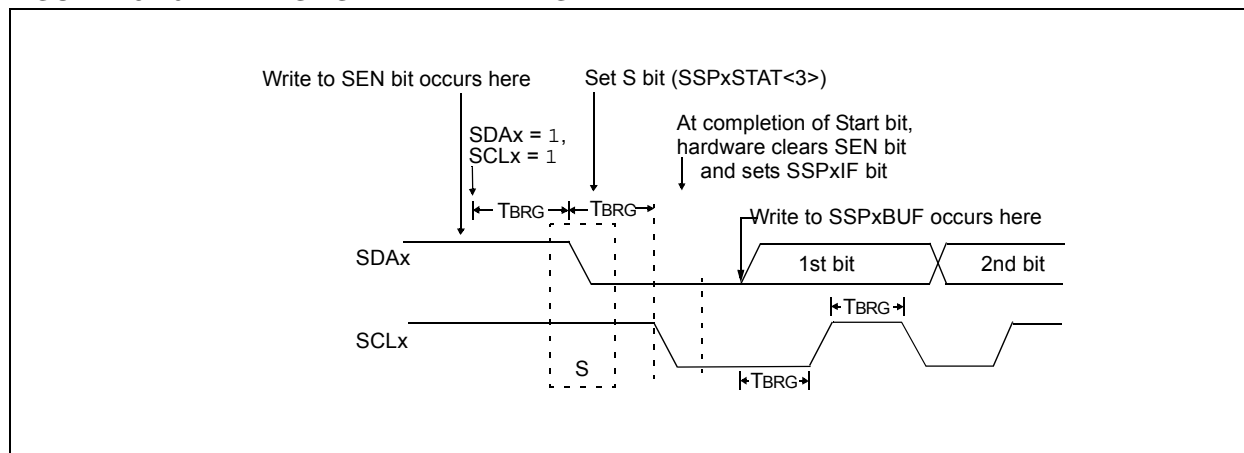 Write to SEN bit occurs here
Set S bit (SSPxSTAT<3>)
SDAx = 1,
SCLx = 1
At completion of Start bit,
hardware clears SEN bit
and sets SSPxIF bit
TBRG
TBRG
Write to SSPxBUF occurs here
SDAx
1st bit
2nd bit
TBRG
SCLx
S
TBRG